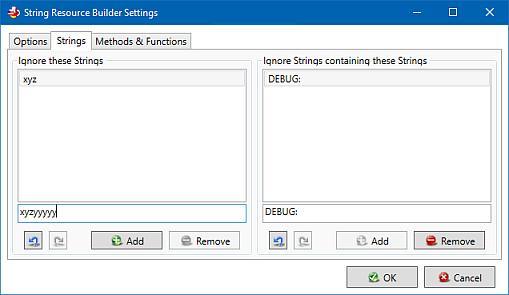 String Resource Builder Settings
Options Strings Methods & Functions
Ignore these Strings Ignore Strings containing these Strings
xyz DEBUG:
xyzyyyyy DEBUG:
Add Remove Add Remove
OK Cancel